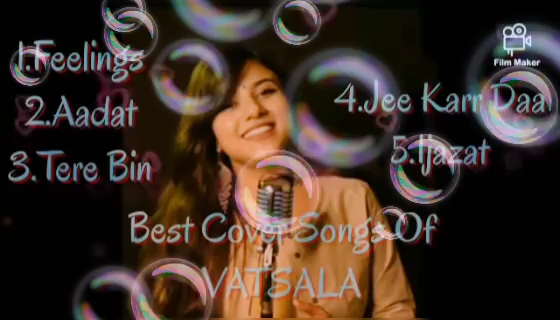 1.Feelings
2.Aadat
3.Tere Bin
4.Jee Karr Daa
5.Ijazat
Best Cover Songs Of
VATSALA
Film Maker